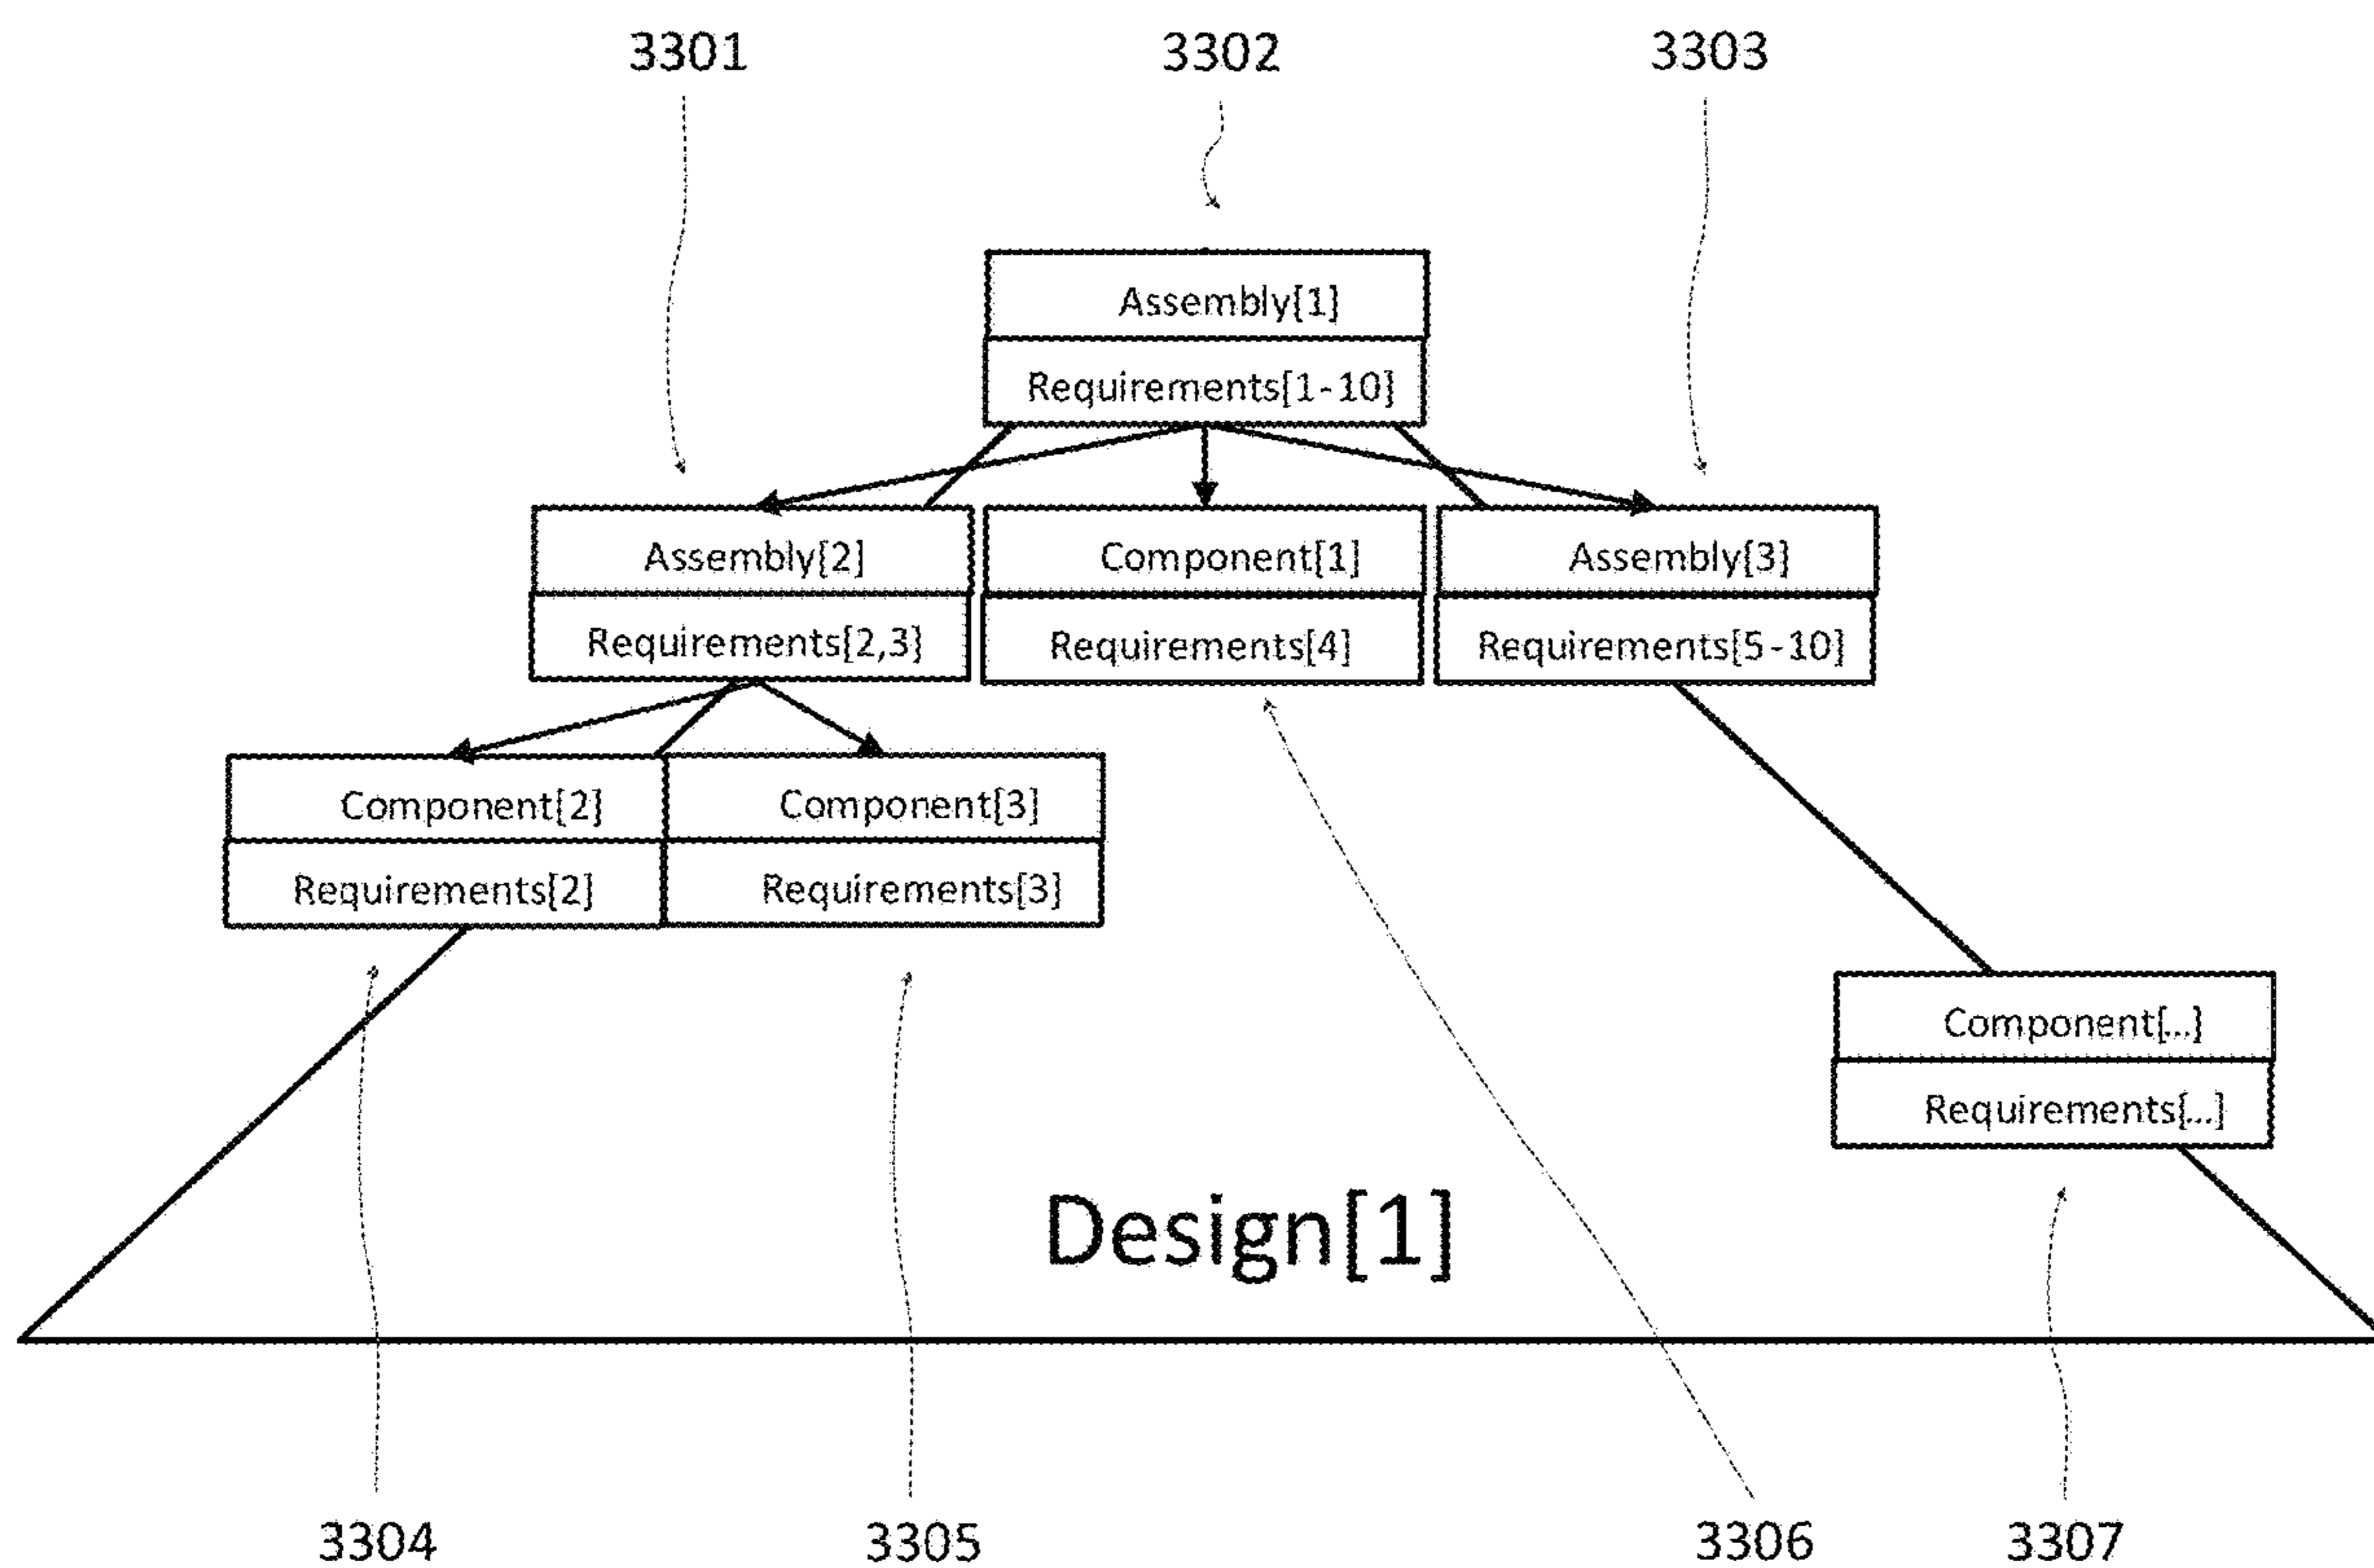 3301
3302
3303
Assembly[1]
Requirements[1-10]
Assembly[2]
Component[1]
Assembly[3]
Requirements[2,3]
Requirements[4]
Requirements[5-10]
Component[2]
Component[3]
Requirements[2]
Requirements[3]
Component[...]
Requirements[...]
Design[1]
3304
3305
3306
3307